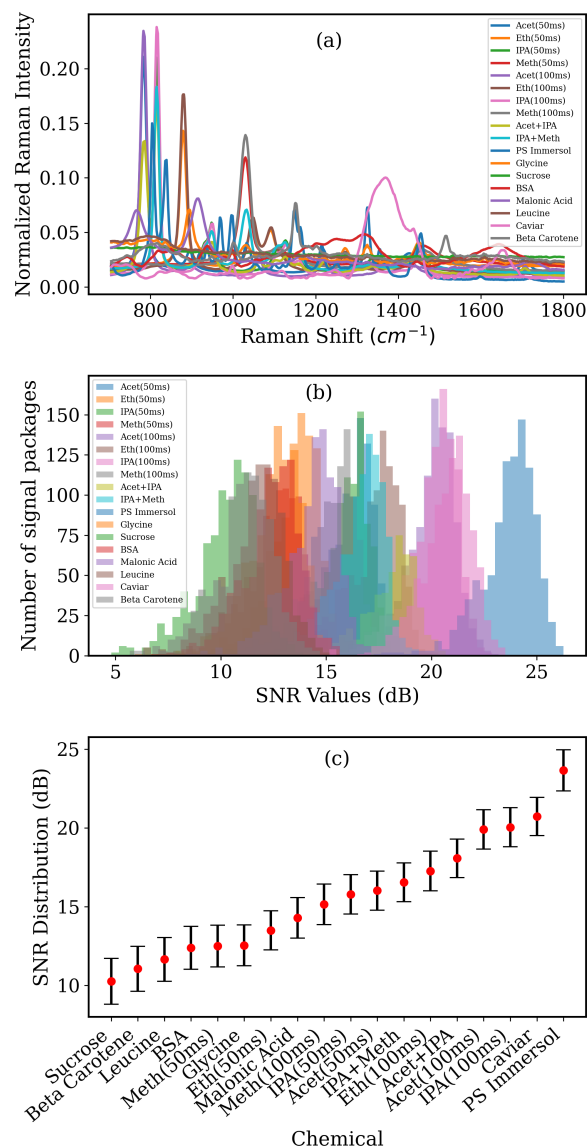 (a)
Normalized Raman Intensity
0.20
0.15
0.10
0.05
0.00
Acet(50ms)
Eth(50ms)
IPA(50ms)
Meth(50ms)
Acet(100ms)
Eth(100ms)
IPA(100ms)
Meth(100ms)
Acet+IPA
IPA+Meth
PS Immersol
Glycine
Sucrose
BSA
Malonic Acid
Leucine
Caviar
Beta Carotene
800 1000 1200 1400 1600 1800
Raman Shift (cm⁻¹)
(b)
Number of signal packages
150
125
100
75
50
25
0
Acet(50ms)
Eth(50ms)
IPA(50ms)
Meth(50ms)
Acet(100ms)
Eth(100ms)
IPA(100ms)
Meth(100ms)
Acet+IPA
IPA+Meth
PS Immersol
Glycine
Sucrose
BSA
Malonic Acid
Leucine
Caviar
Beta Carotene
5 10 15 20 25
SNR Values (dB)
(c)
SNR Distribution (dB)
25
20
15
10
Sucrose
Beta Carotene
Leucine
BSA
Meth(50ms)
Glycine
Eth(50ms)
Malonic Acid
Meth(100ms)
IPA(50ms)
Acet(50ms)
IPA+Meth
Eth(100ms)
Acet+IPA
Acet(100ms)
IPA(100ms)
Caviar
PS Immersol
Chemical